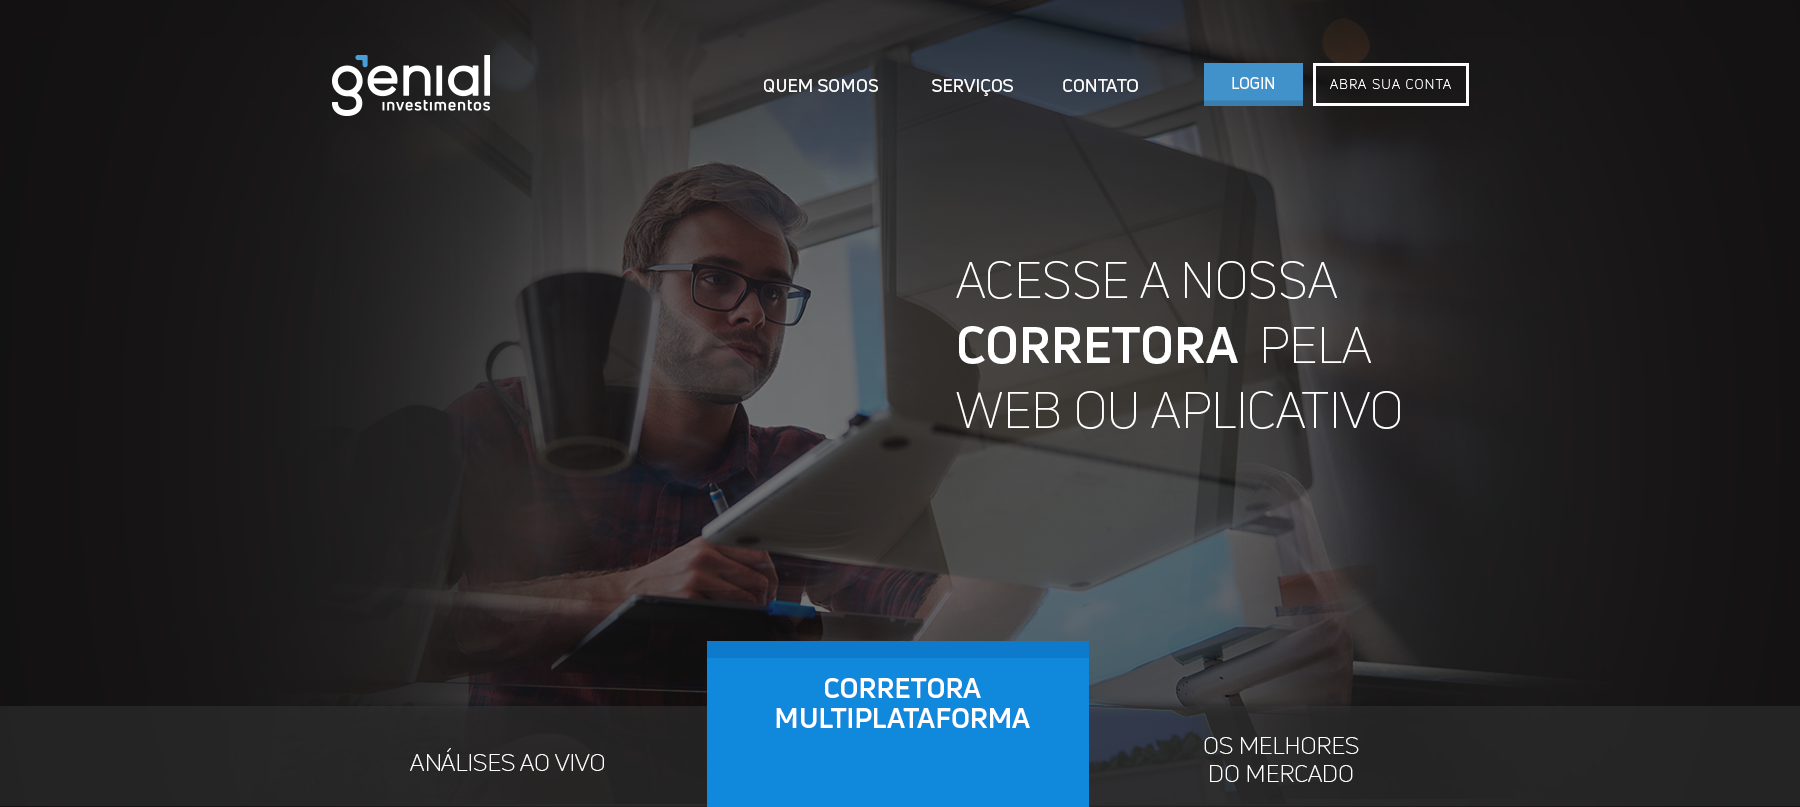 genial
investimentos
QUEM SOMOS
SERVIÇOS
CONTATO
LOGIN
ABRA SUA CONTA
ACESSE A NOSSA
CORRETORA PELA
WEB OU APLICATIVO
ANÁLISES AO VIVO
CORRETORA
MULTIPLATAFORMA
OS MELHORES
DO MERCADO